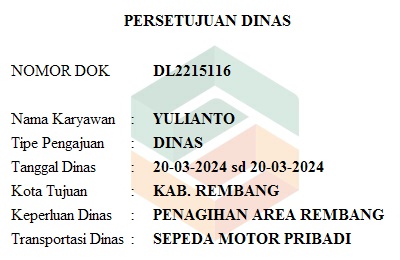 PERSETUJUAN DINAS
NOMOR DOK DL2215116
Nama Karyawan : YULIANTO
Tipe Pengajuan : DINAS
Tanggal Dinas : 20-03-2024 sd 20-03-2024
Kota Tujuan : KAB. REMBANG
Keperluan Dinas : PENAGIHAN AREA REMBANG
Transportasi Dinas : SEPEDA MOTOR PRIBADI